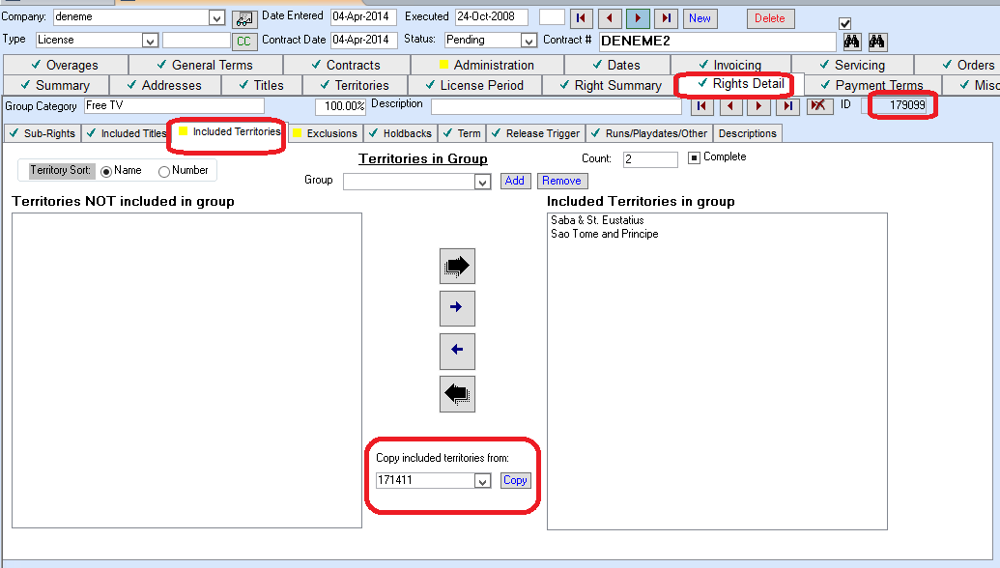 Company: deneme Date Entered 04-Apr-2014 Executed 24-Oct-2008 New Delete
Type License CC Contract Date 04-Apr-2014 Status: Pending Contract # DENEME2
Overages General Terms Contracts Administration Dates Invoicing Servicing Orders
Summary Addresses Titles Territories License Period Right Summary Rights Detail Payment Terms Misc
Group Category Free TV 100.00% Description ID 179099
Sub-Rights Included Titles Included Territories Exclusions Holdbacks Term Release Trigger Runs/Playdates/Other Descriptions
Territories in Group Count: 2 Complete
Territory Sort: Name Number
Group Add Remove
Territories NOT included in group Included Territories in group
Saba & St. Eustatius
Sao Tome and Principe
Copy included territories from:
171411 Copy